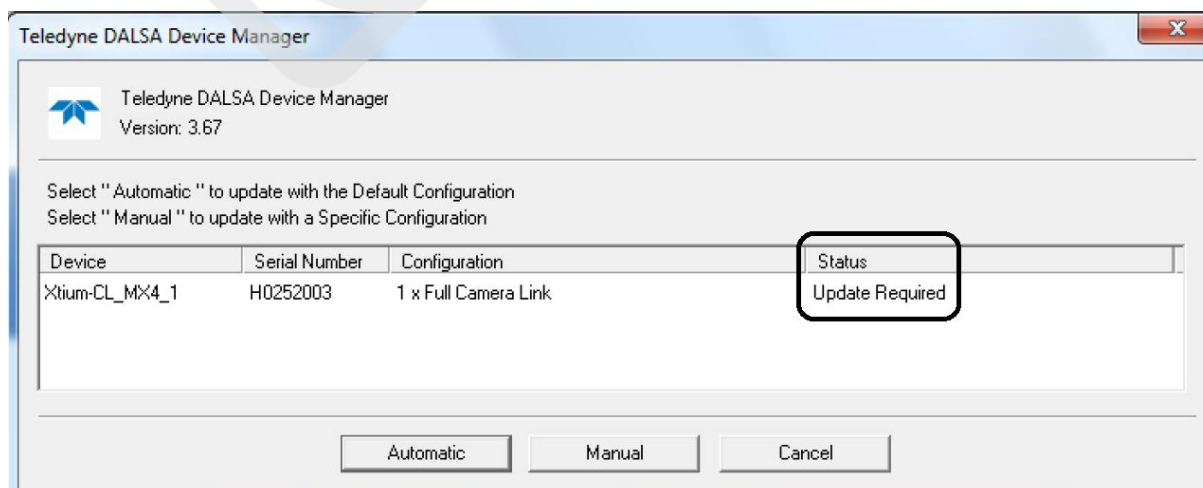 Teledyne DALSA Device Manager
Teledyne DALSA Device Manager
Version: 3.67
Select " Automatic " to update with the Default Configuration
Select " Manual " to update with a Specific Configuration
Device Serial Number Configuration Status
Xtium-CL_MX4_1 H0252003 1 x Full Camera Link Update Required
Automatic Manual Cancel